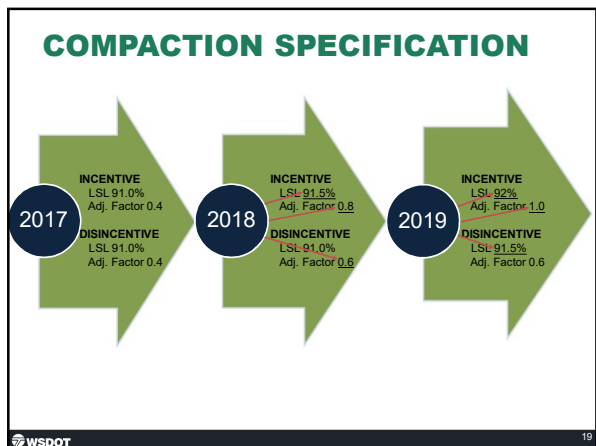 COMPACTION SPECIFICATION
2017
INCENTIVE
LSL 91.0%
Adj. Factor 0.4
DISINCENTIVE
LSL 91.0%
Adj. Factor 0.4
2018
INCENTIVE
LSL 91.5%
Adj. Factor 0.8
DISINCENTIVE
LSL 91.0%
Adj. Factor 0.6
2019
INCENTIVE
LSL 92%
Adj. Factor 1.0
DISINCENTIVE
LSL 91.5%
Adj. Factor 0.6
WSDOT
19